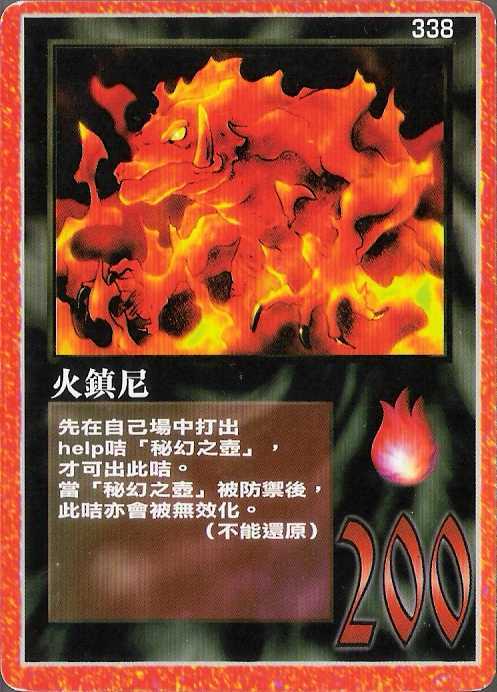 338
火鎮尼
先在自己場中打出
help咭「秘幻之壺」，
才可出此咭。
當「秘幻之壺」被防禦後，
此咭亦會被無效化。
（不能還原）
200